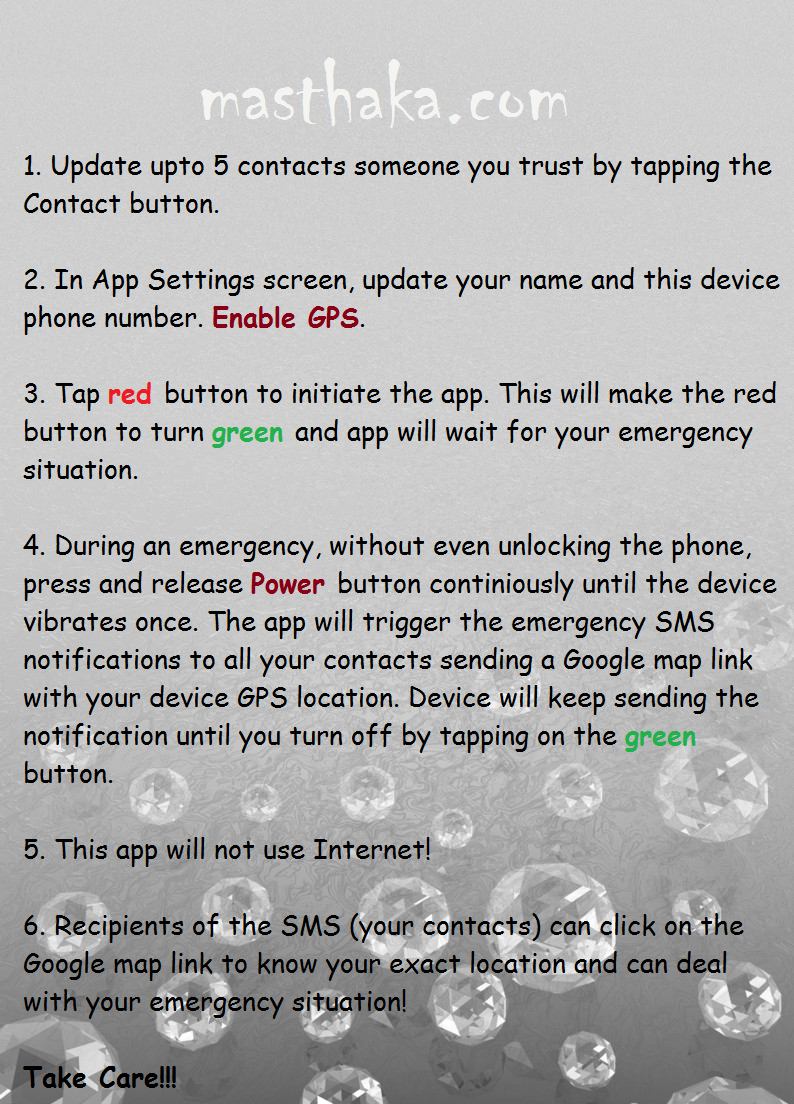 masthaka.com
1. Update upto 5 contacts someone you trust by tapping the
Contact button.
2. In App Settings screen, update your name and this device
phone number. Enable GPS.
3. Tap red button to initiate the app. This will make the red
button to turn green and app will wait for your emergency
situation.
4. During an emergency, without even unlocking the phone,
press and release Power button continiously until the device
vibrates once. The app will trigger the emergency SMS
notifications to all your contacts sending a Google map link
with your device GPS location. Device will keep sending the
notification until you turn off by tapping on the green
button.
5. This app will not use Internet!
6. Recipients of the SMS (your contacts) can click on the
Google map link to know your exact location and can deal
with your emergency situation!
Take Care!!!